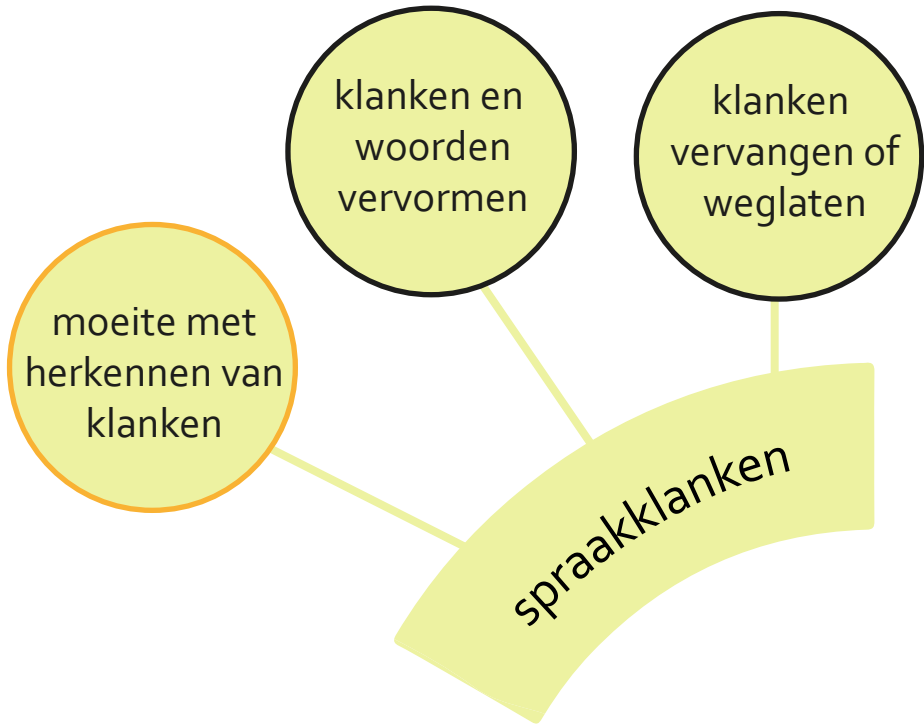 klanken en
woorden
vervormen
klanken
vervangen of
weglaten
moeite met
herkennen van
klanken
spraakklanken